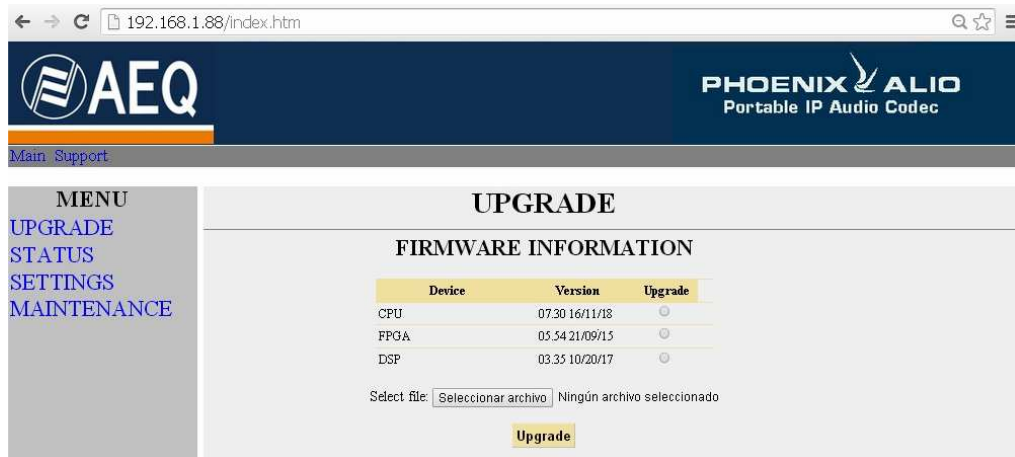 192.168.1.88/index.htm
AEQ
PHOENIX ALIO
Portable IP Audio Codec
Main Support
MENU
UPGRADE
STATUS
SETTINGS
MAINTENANCE
UPGRADE
FIRMWARE INFORMATION
Device Version Upgrade
CPU 07.30 16/11/18
FPGA 05.54 21/09/15
DSP 03.35 10/20/17
Select file: Seleccionar archivo Ningún archivo seleccionado
Upgrade